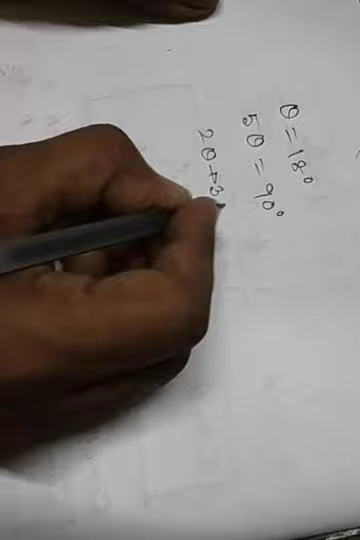 θ = 18°
5θ = 90°
2θ + 3